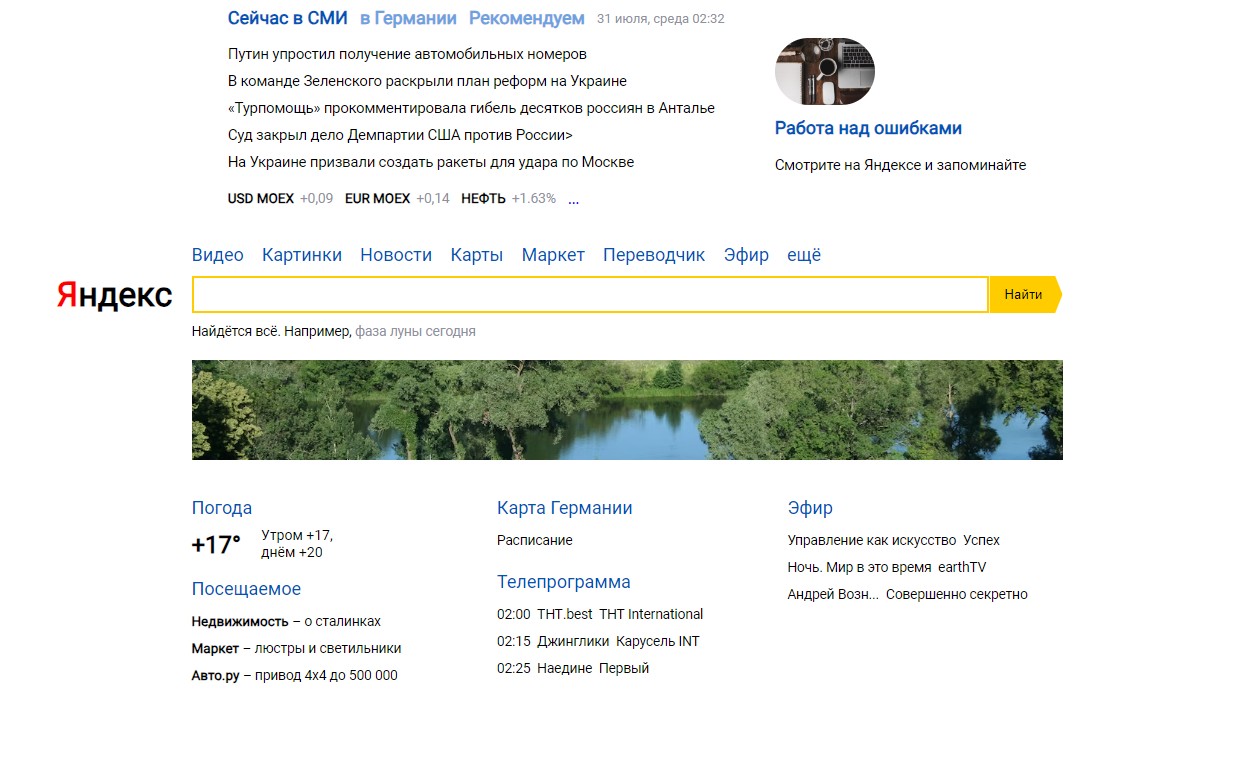 Сейчас в СМИ в Германии Рекомендуем 31 июля, среда 02:32
Путин упростил получение автомобильных номеров
В команде Зеленского раскрыли план реформ на Украине
«Турпомощь» прокомментировала гибель десятков россиян в Анталье
Суд закрыл дело Демпартии США против России>
На Украине призвали создать ракеты для удара по Москве
USD MOEX +0,09 EUR MOEX +0,14 НЕФТЬ +1.63% ...
Работа над ошибками
Смотрите на Яндексе и запоминайте
Видео Картинки Новости Карты Маркет Переводчик Эфир ещё
Яндекс
Найти
Найдётся всё. Например, фаза луны сегодня
Погода
+17°
Утром +17,
днём +20
Посещаемое
Недвижимость – о сталинках
Маркет – люстры и светильники
Авто.ру – привод 4x4 до 500 000
Карта Германии
Расписание
Телепрограмма
02:00 ТНТ.best ТНТ International
02:15 Джинглики Карусель INT
02:25 Наедине Первый
Эфир
Управление как искусство Успех
Ночь. Мир в это время earthTV
Андрей Возн... Совершенно секретно